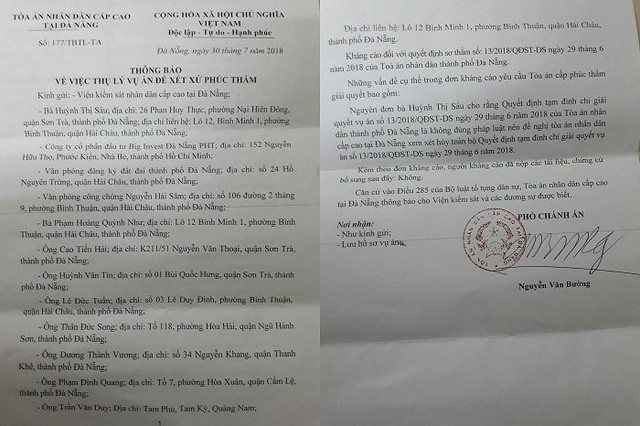 TÒA ÁN NHÂN DÂN CẤP CAO
TẠI ĐÀ NẴNG
Số: 177/TBTL-TA
CỘNG HÒA XÃ HỘI CHỦ NGHĨA
VIỆT NAM
Độc lập - Tự do - Hạnh phúc
Đà Nẵng, ngày 30 tháng 7 năm 2018
THÔNG BÁO
VỀ VIỆC THỤ LÝ VỤ ÁN ĐỂ XÉT XỬ PHÚC THẨM
Kính gửi: - Viện kiểm sát nhân dân cấp cao tại Đà Nẵng;
- Bà Huỳnh Thị Sáu; địa chỉ: 26 Phan Huy Thực, phường Nại Hiên Đông,
quận Sơn Trà, thành phố Đà Nẵng; địa chỉ liên hệ: Lô 12, Bình Minh 1, phường
Bình Thuận, quận Hải Châu, thành phố Đà Nẵng;
- Công ty cổ phần đầu tư Big Invest Đà Nẵng PHT; địa chỉ: 152 Nguyễn
Hữu Thọ, Phước Kiển, Nhà Bè, thành phố Hồ Chí Minh;
- Văn phòng đăng ký đất đai thành phố Đà Nẵng; địa chỉ: số 24 Hồ
Nguyên Trừng, quận Hải Châu, thành phố Đà Nẵng;
- Văn phòng công chứng Nguyễn Hải Sâm; địa chỉ: số 06 đường 2 tháng
9, phường Bình Thuận, quận Hải Châu, thành phố Đà Nẵng;
- Bà Phạm Hoàng Quỳnh Như; địa chỉ: Lô 12 Bình Minh 1, phường Bình
Thuận, quận Hải Châu, thành phố Đà Nẵng;
- Ông Cao Tiến Hải; địa chỉ: K211/51 Nguyễn Văn Thoại, quận Sơn Trà,
thành phố Đà Nẵng;
- Ông Huỳnh Văn Tín; địa chỉ: số 01 Bùi Quốc Hưng, quận Sơn Trà, thành
phố Đà Nẵng;
- Ông Lê Đức Tuấn; địa chỉ: số 03 Lê Duy Đình, phường Bình Thuận,
quận Hải Châu, thành phố Đà Nẵng;
- Ông Thân Đức Song; địa chỉ: Tổ 118, phường Hòa Hải, quận Ngũ Hành
Sơn, thành phố Đà Nẵng;
- Ông Dương Thành Vương; địa chỉ: số 34 Nguyễn Khang, quận Thanh
Khê, thành phố Đà Nẵng;
- Ông Phạm Đình Quang; địa chỉ: Tổ 7, phường Hòa Xuân, quận Cẩm Lệ,
thành phố Đà Nẵng;
- Ông Trần Văn Duy; Địa chỉ: Tam Phú, Tam Kỳ, Quảng Nam;
1
Địa chỉ liên hệ: Lô 12 Bình Minh 1, phường Bình Thuận, quận Hải Châu,
thành phố Đà Nẵng.
Kháng cáo đối với quyết định sơ thẩm số: 13/2018/QĐST-DS ngày 29 tháng 6
năm 2018 của Tòa án nhân dân thành phố Đà Nẵng.
Những vấn đề cụ thể trong đơn kháng cáo yêu cầu Tòa án cấp phúc thẩm
giải quyết bao gồm:
Nguyên đơn bà Huỳnh Thị Sáu cho rằng Quyết định tạm đình chỉ giải
quyết vụ án số 13/2018/QĐST-DS ngày 29 tháng 6 năm 2018 của Tòa án nhân
dân thành phố Đà Nẵng là không đúng pháp luật nên đề nghị tòa án nhân dân
cấp cao tại Đà Nẵng xem xét hủy toàn bộ Quyết định tạm đình chỉ giải quyết vụ
án số 13/2018/QĐST-DS ngày 29 tháng 6 năm 2018.
Kèm theo đơn kháng cáo, người kháng cáo đã nộp các tài liệu, chứng cứ
bổ sung sau đây: Không.
Căn cứ vào Điều 285 của Bộ luật tố tụng dân sự, Tòa án nhân dân cấp cao
tại Đà Nẵng thông báo cho Viện kiểm sát và các đương sự được biết.
Nơi nhận:
- Như kính gửi;
- Lưu hồ sơ vụ án.
PHÓ CHÁNH ÁN
Nguyễn Văn Bường